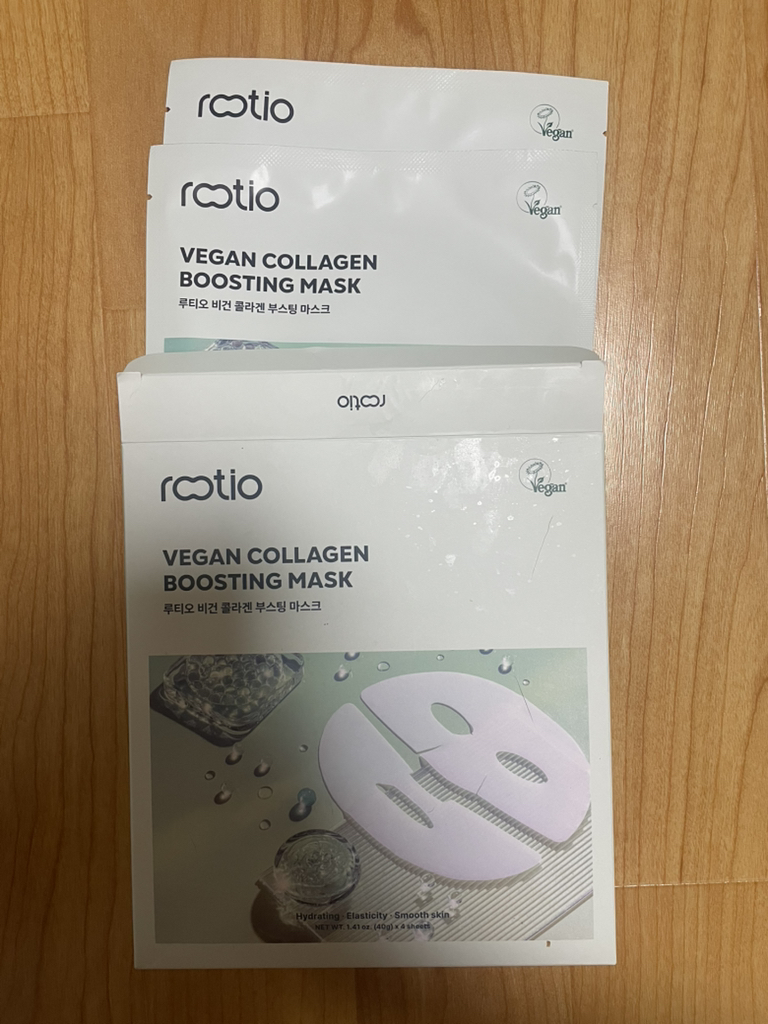 rootio
Vegan
rootio
Vegan
VEGAN COLLAGEN
BOOSTING MASK
루티오 비건 콜라겐 부스팅 마스크
rootio
rootio
Vegan
VEGAN COLLAGEN
BOOSTING MASK
루티오 비건 콜라겐 부스팅 마스크
Hydrating · Elasticity · Smooth skin
NET WT. 1.41 oz. (40g) x 4 sheets